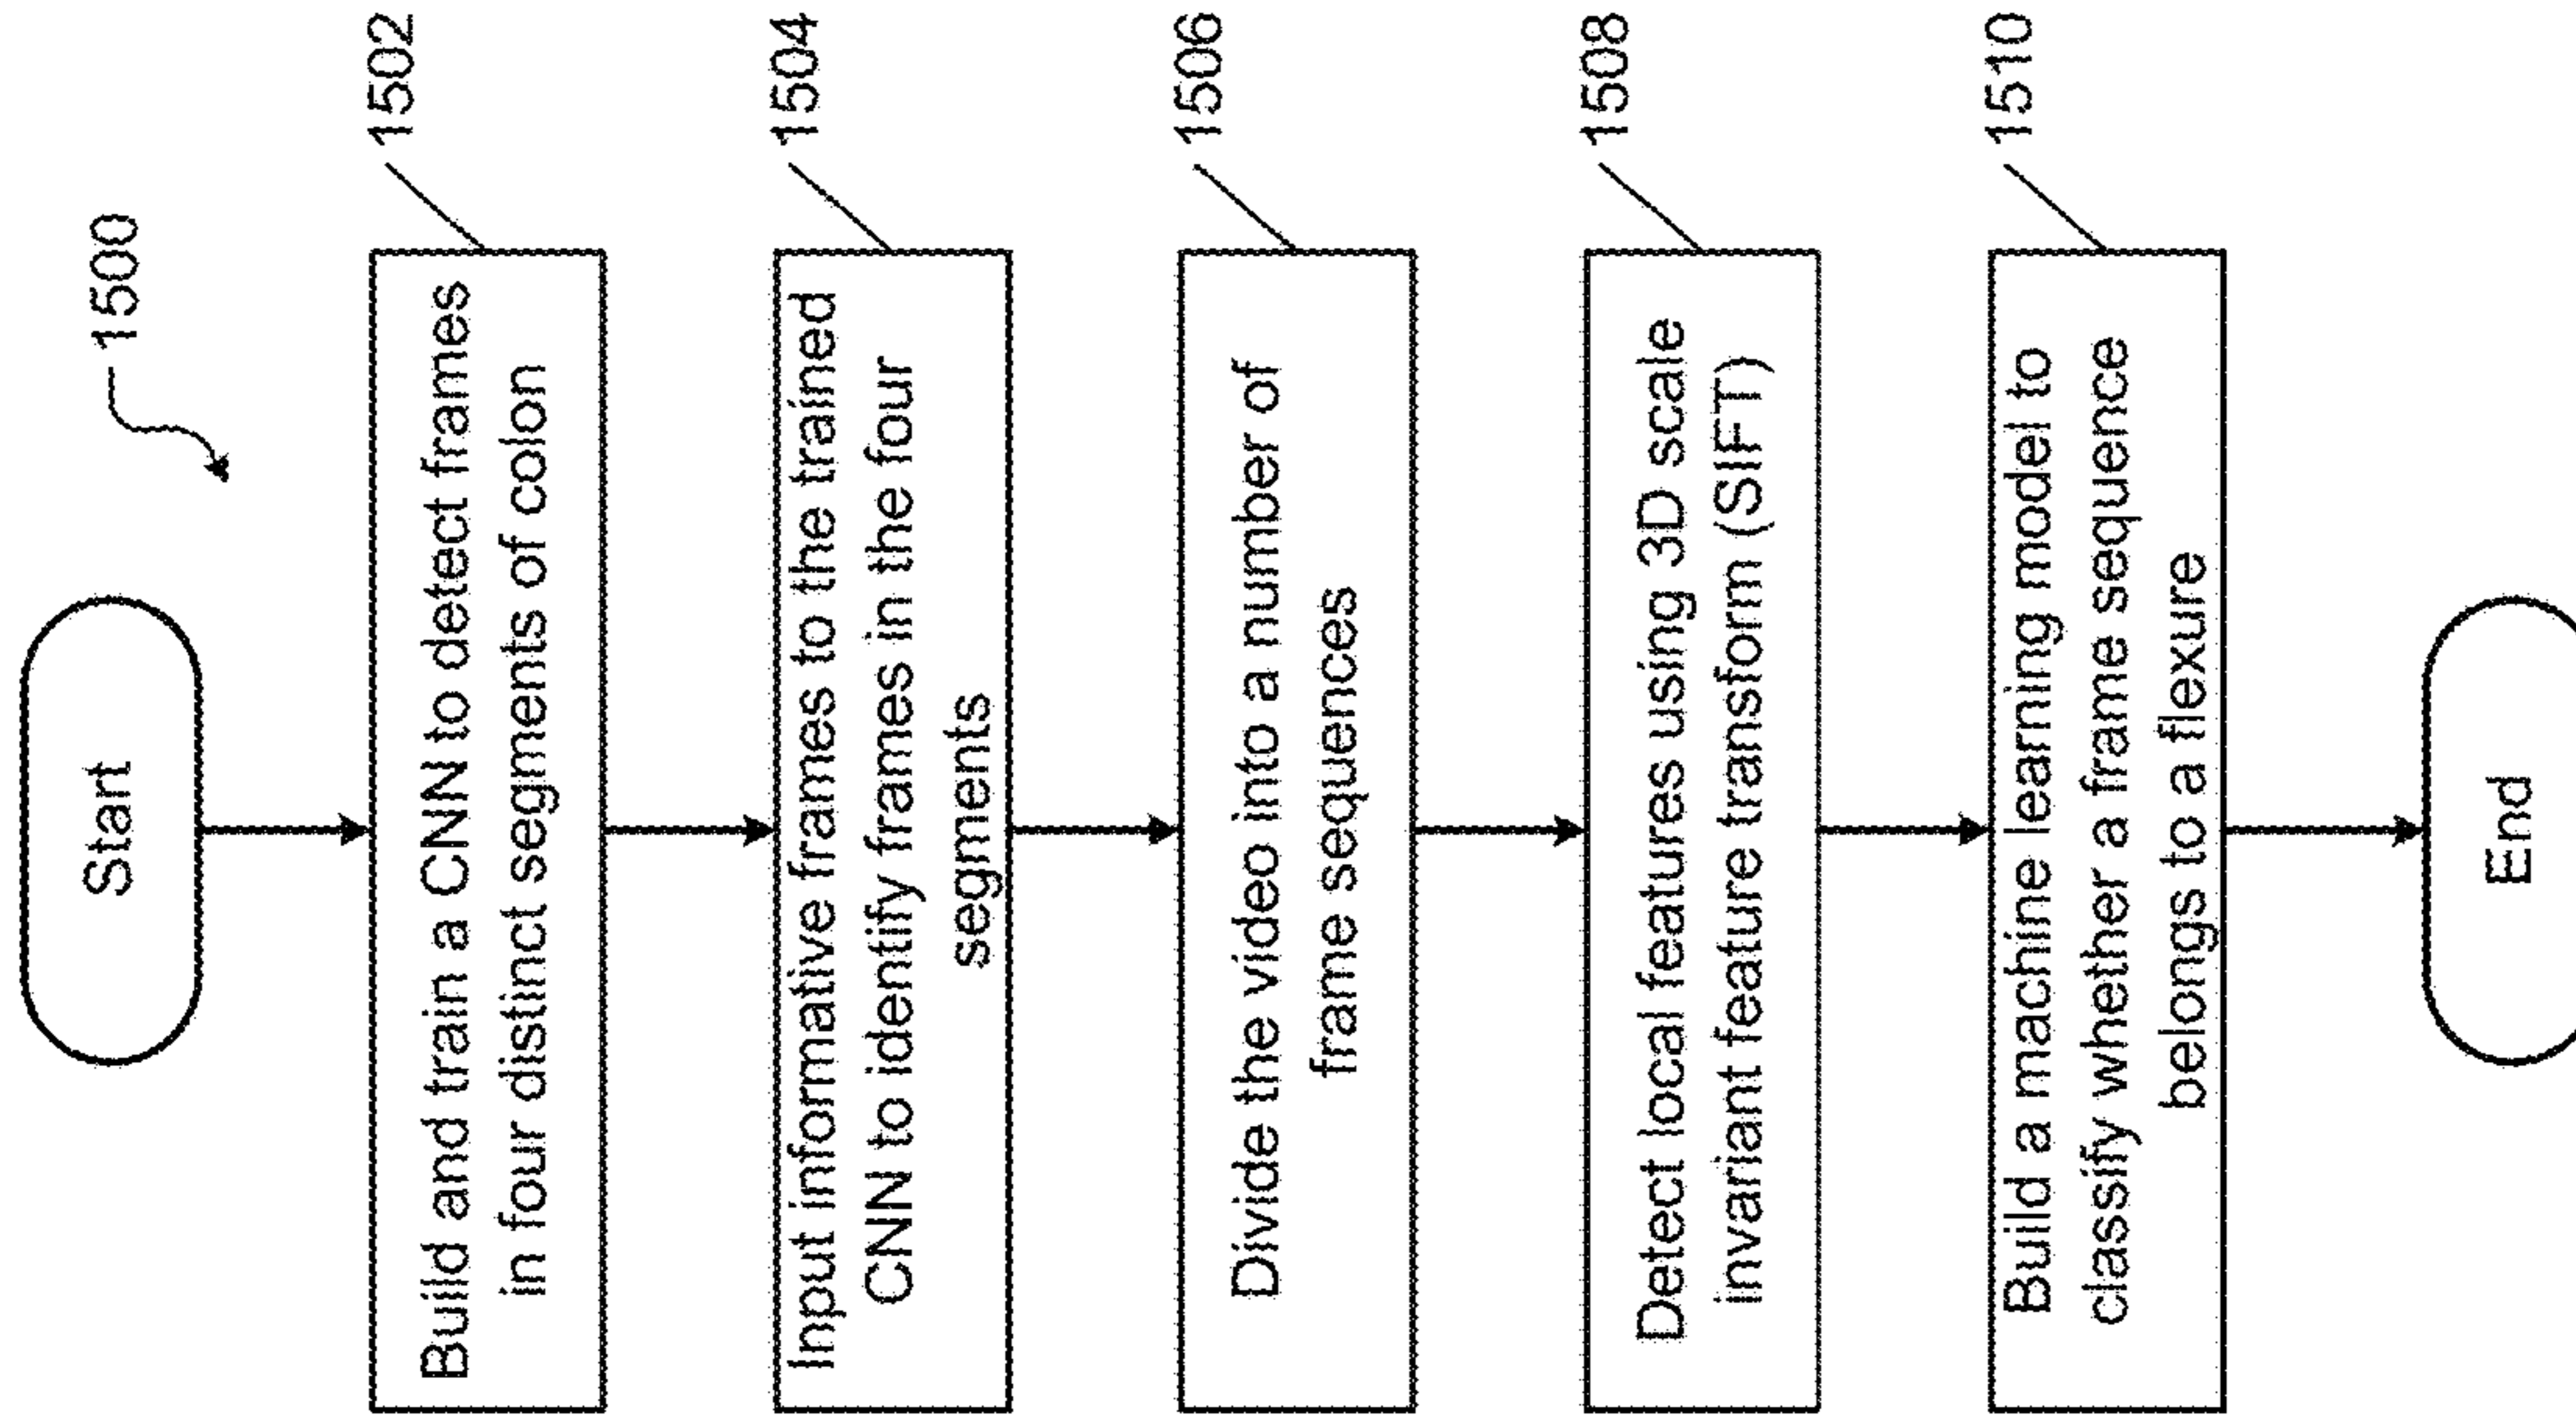 1500
Start
1502
Build and train a CNN to detect frames
in four distinct segments of colon
1504
Input informative frames to the trained
CNN to identify frames in the four
segments
1506
Divide the video into a number of
frame sequences
1508
Detect local features using 3D scale
invariant feature transform (SIFT)
1510
Build a machine learning model to
classify whether a frame sequence
belongs to a flexure
End